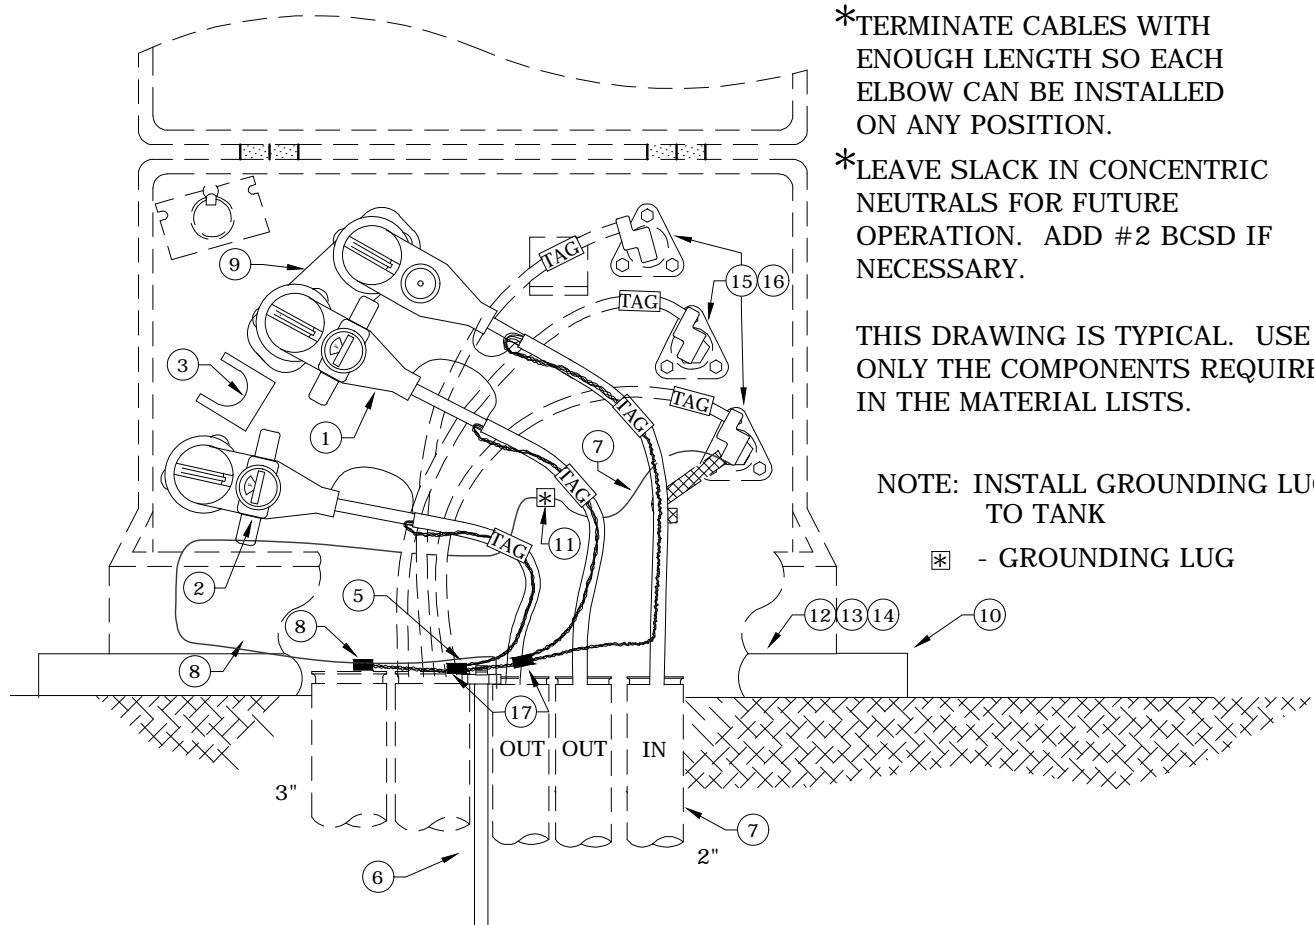 *TERMINATE CABLES WITH
ENOUGH LENGTH SO EACH
ELBOW CAN BE INSTALLED
ON ANY POSITION.
*LEAVE SLACK IN CONCENTRIC
NEUTRALS FOR FUTURE
OPERATION. ADD #2 BCSD IF
NECESSARY.
THIS DRAWING IS TYPICAL. USE
ONLY THE COMPONENTS REQUIRE
IN THE MATERIAL LISTS.
NOTE: INSTALL GROUNDING LUG
TO TANK
* - GROUNDING LUG
TAG
15 16
9
TAG
3
TAG
1
TAG
7
TAG
*
11
TAG
2
5
8
12 13 14
10
8
17
OUT OUT IN
3"
7
2"
6